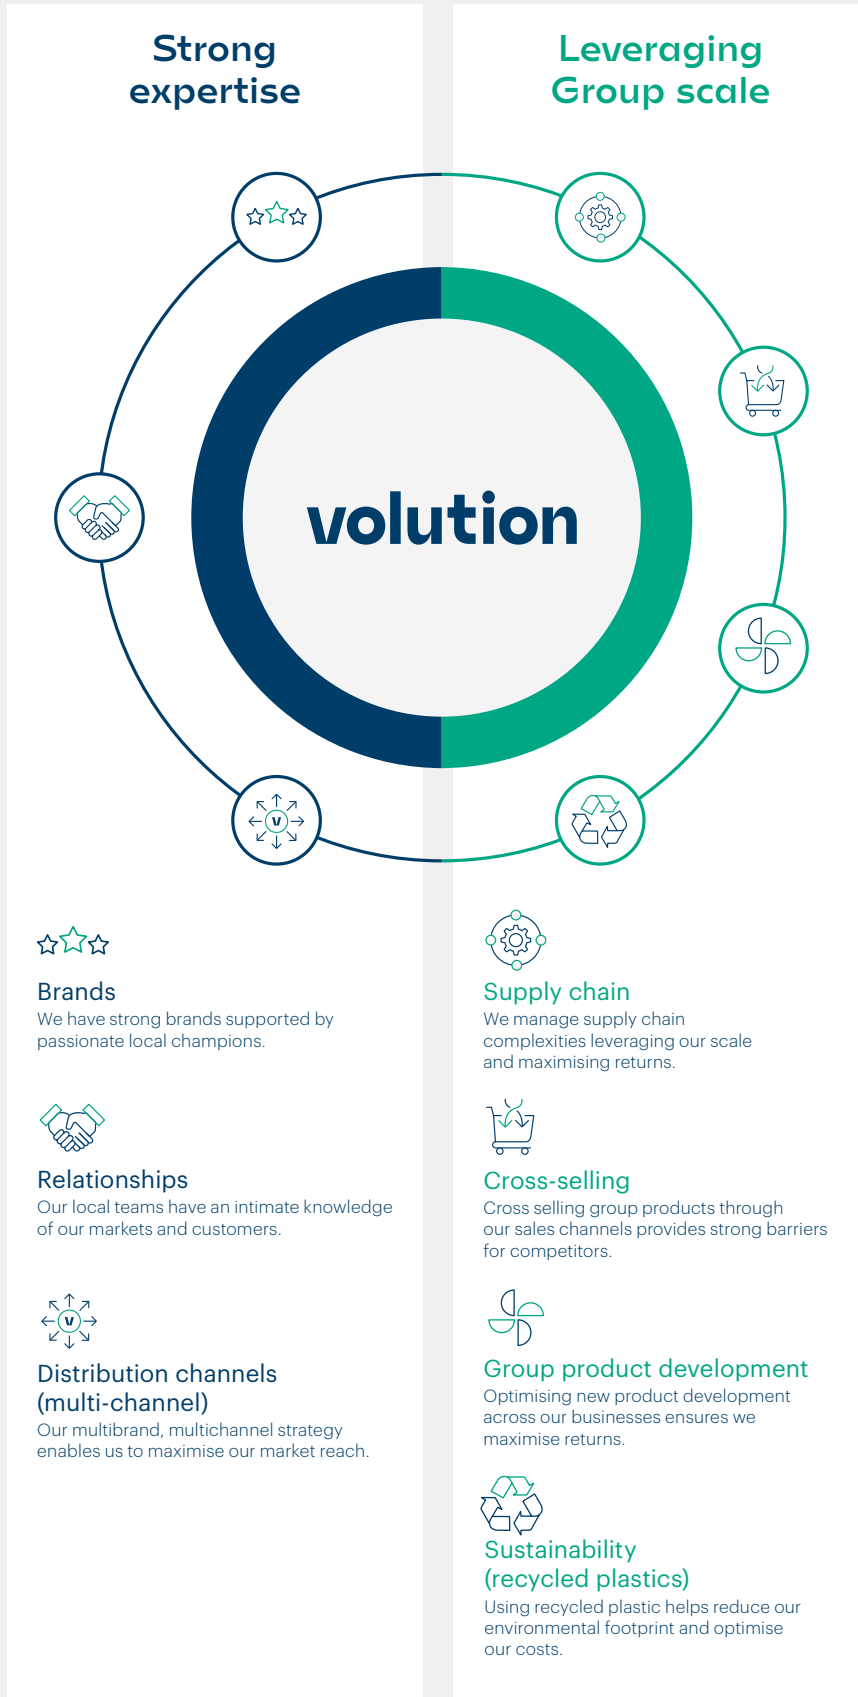 Strong
expertise
Leveraging
Group scale
volution
v
Brands
We have strong brands supported by
passionate local champions.
Relationships
Our local teams have an intimate knowledge
of our markets and customers.
v
Distribution channels
(multi-channel)
Our multibrand, multichannel strategy
enables us to maximise our market reach.
Supply chain
We manage supply chain
complexities leveraging our scale
and maximising returns.
Cross-selling
Cross selling group products through
our sales channels provides strong barriers
for competitors.
Group product development
Optimising new product development
across our businesses ensures we
maximise returns.
Sustainability
(recycled plastics)
Using recycled plastic helps reduce our
environmental footprint and optimise
our costs.